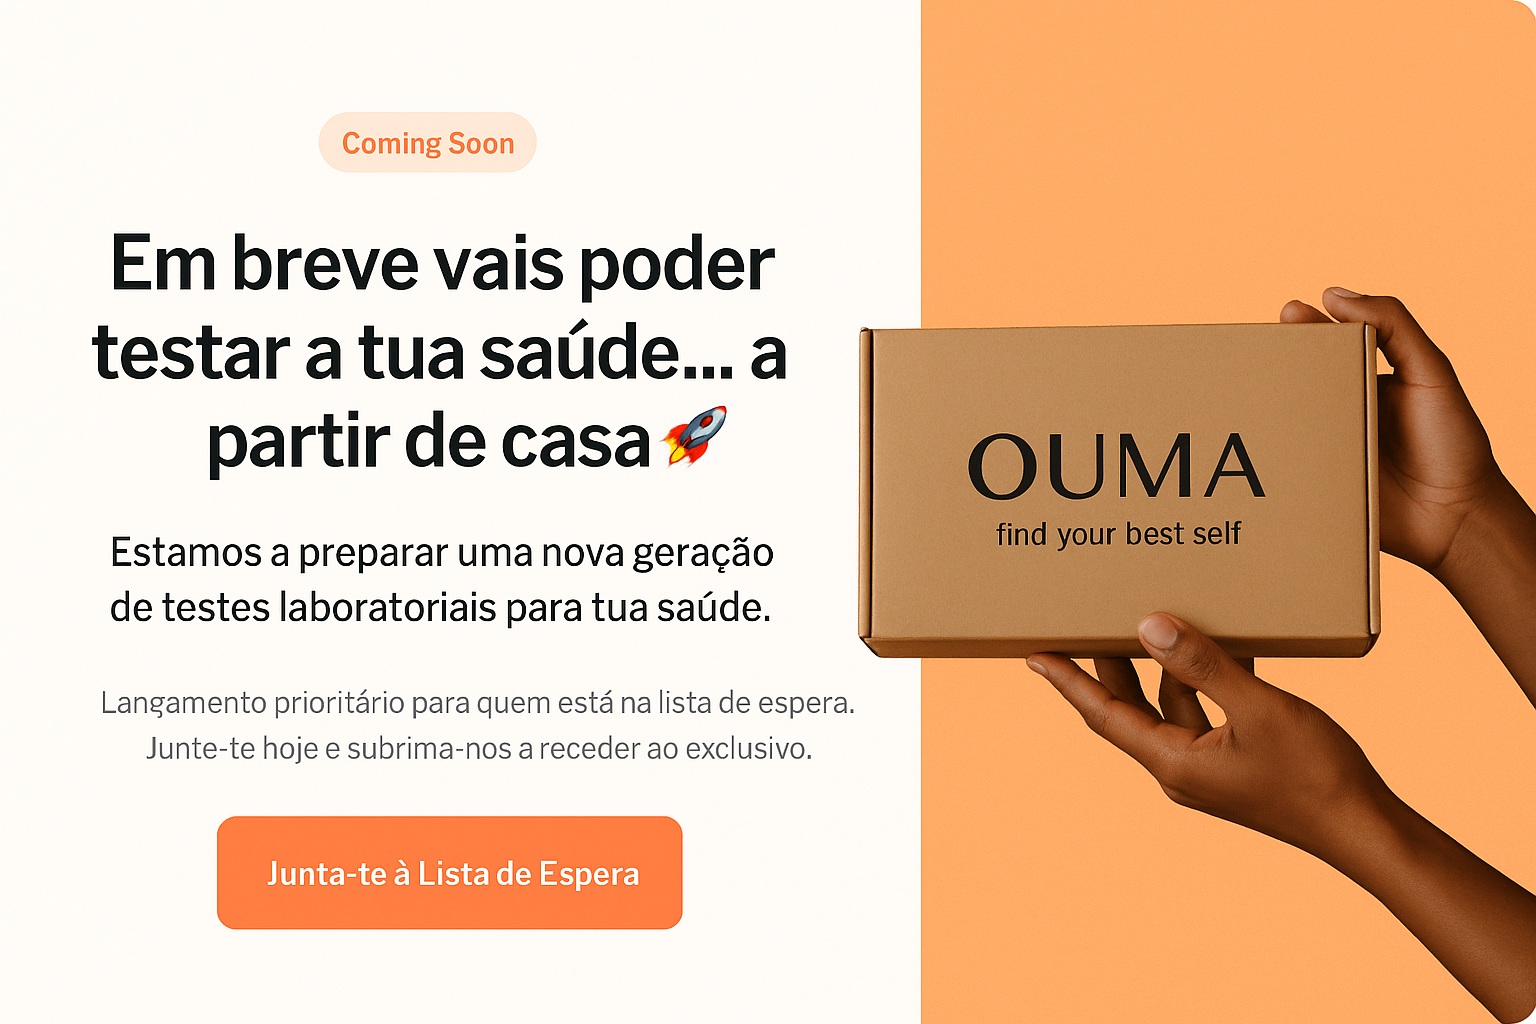 Coming Soon
Em breve vais poder
testar a tua saúde... a
partir de casa🚀
Estamos a preparar uma nova geração
de testes laboratoriais para tua saúde.
Langamento prioritário para quem está na lista de espera.
Junte-te hoje e subrima-nos a receder ao exclusivo.
Junta-te à Lista de Espera
OUMA
find your best self